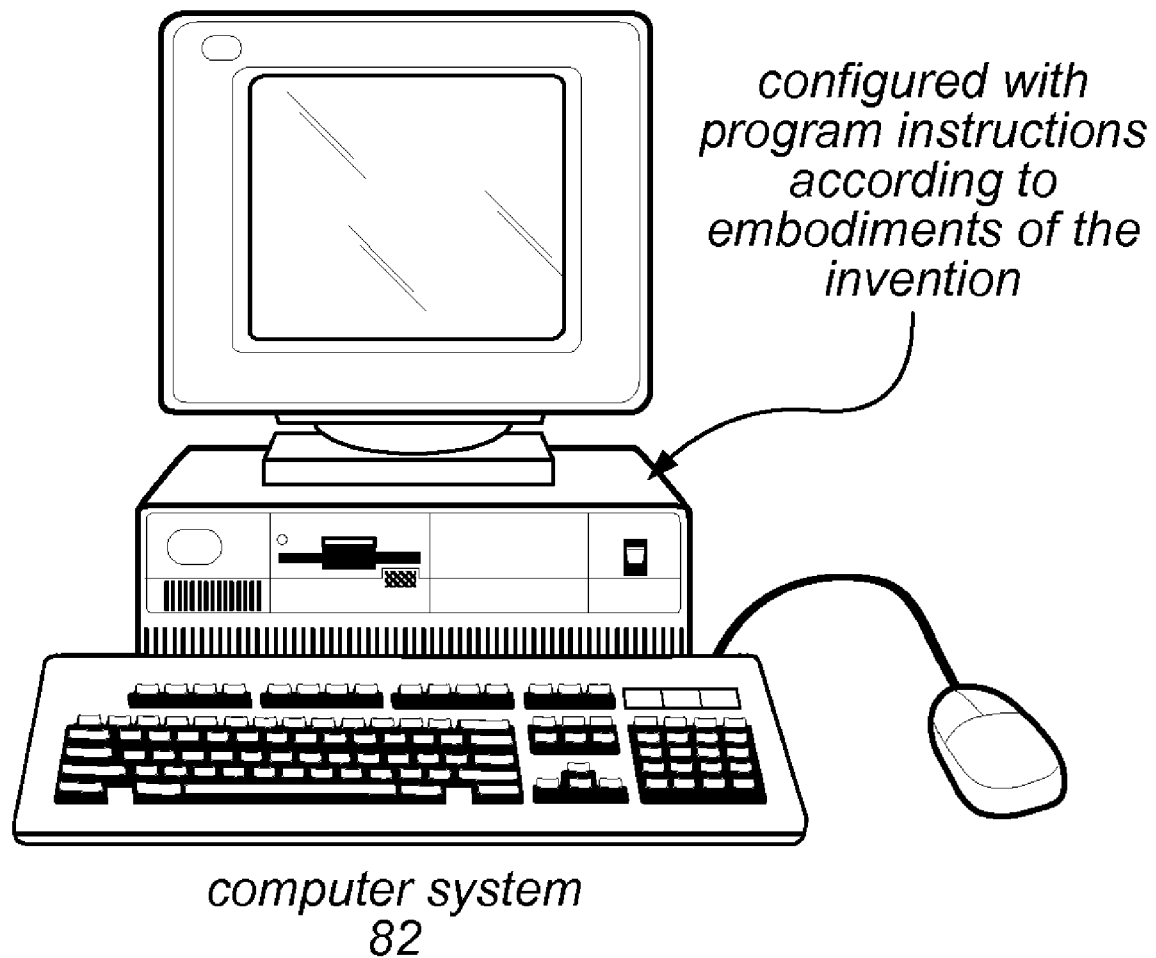 configured with
program instructions
according to
embodiments of the
invention
computer system
82